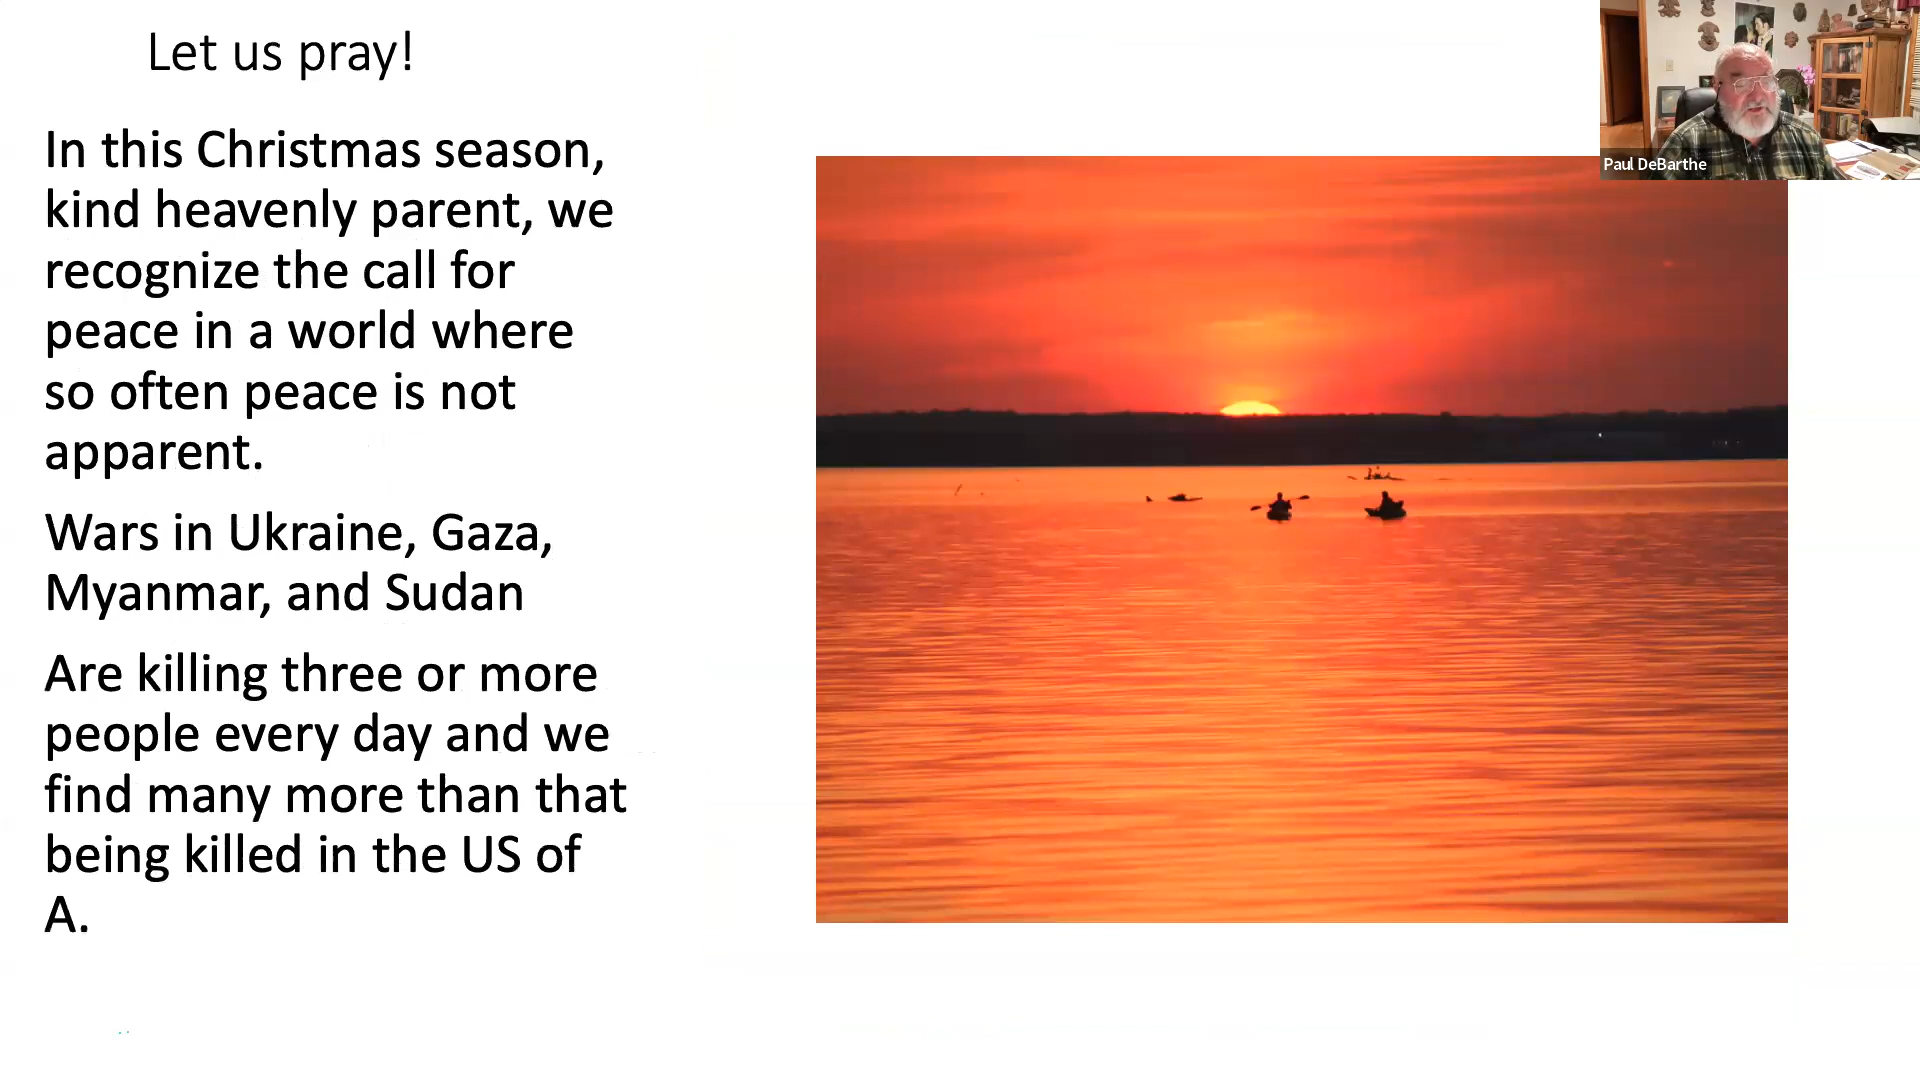 Let us pray!
In this Christmas season,
kind heavenly parent, we
recognize the call for
peace in a world where
so often peace is not
apparent.
Wars in Ukraine, Gaza,
Myanmar, and Sudan
Are killing three or more
people every day and we
find many more than that
being killed in the US of
A.
Paul DeBarthe